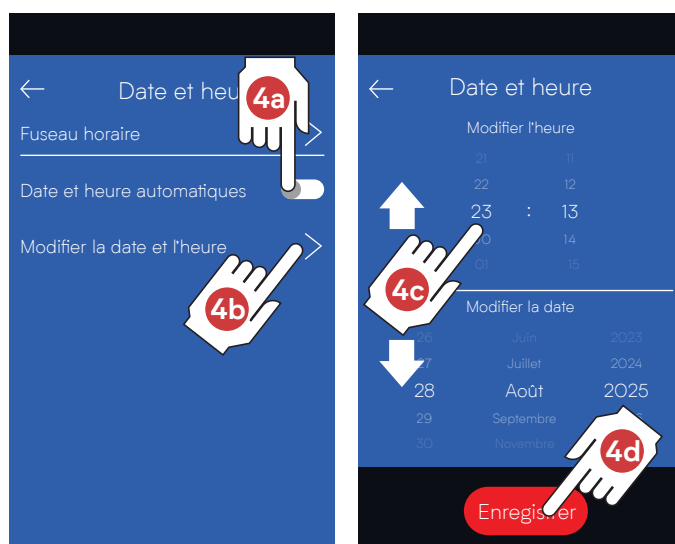 Date et heu
4a
Fuseau horaire
Date et heure automatiques
Modifier la date et l'heure
4b
Date et heure
Modifier l'heure
21 11
22 12
23 : 13
14
01 15
4c
Modifier la date
26 Juin 2023
27 Juillet 2024
28 Août 2025
29 Septembre
30 Novembre
4d
Enregistrer